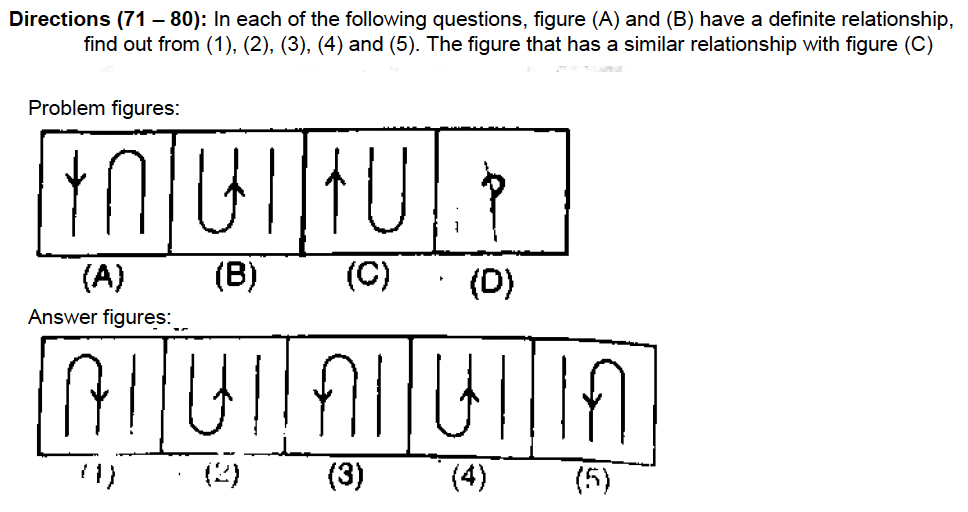 Directions (71 – 80): In each of the following questions, figure (A) and (B) have a definite relationship,
find out from (1), (2), (3), (4) and (5). The figure that has a similar relationship with figure (C)
Problem figures:
(A) (B) (C) (D)
Answer figures:
(1) (2) (3) (4) (5)